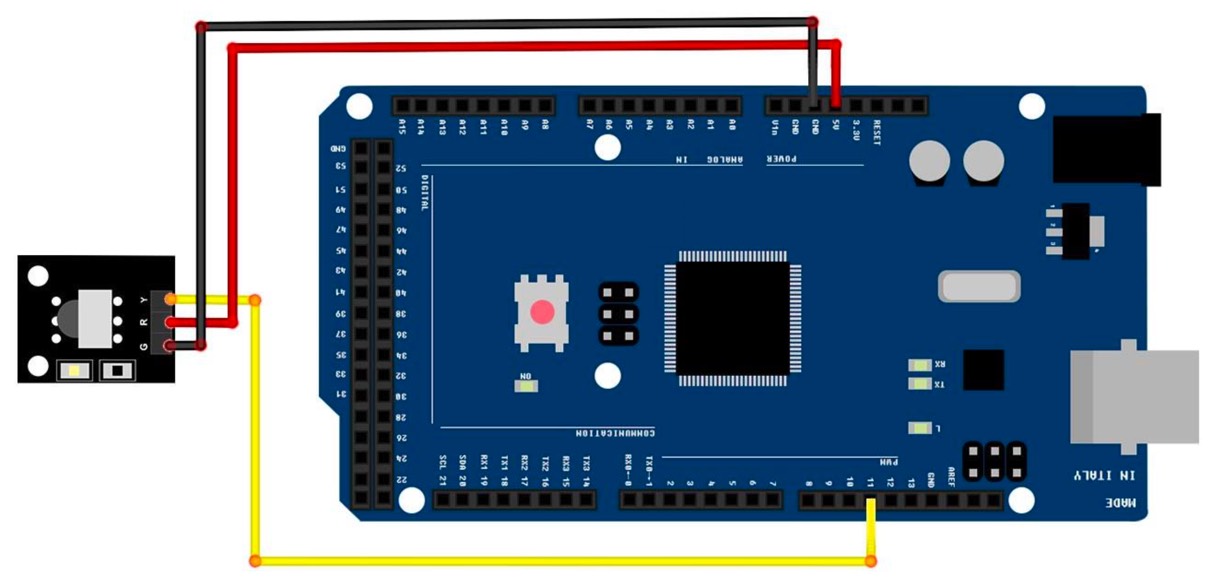 A15 A14 A13 A12 A11 A10 A9 A8
A7 A6 A5 A4 A3 A2 A1 A0
Vin GND GND 5V 3.3V RESET
IN ANALOG POWER
DIGITAL
GND
53 52
51 50
49 48
47 46
45 44
43 42
41 40
39 38
37 36
35 34
33 32
31 30
28
26
24
22
Y
R
G
ON
RX
TX
L
COMMUNICATION
PWM
SCL 21
SDA 20
RX1 19
TX1 18
RX2 17
TX2 16
RX3 15
TX3 14
RX0←0
TX0→1
2 3 4 5 6 7
8 9 10 11 12 13 GND AREF
IN ITALY
MADE